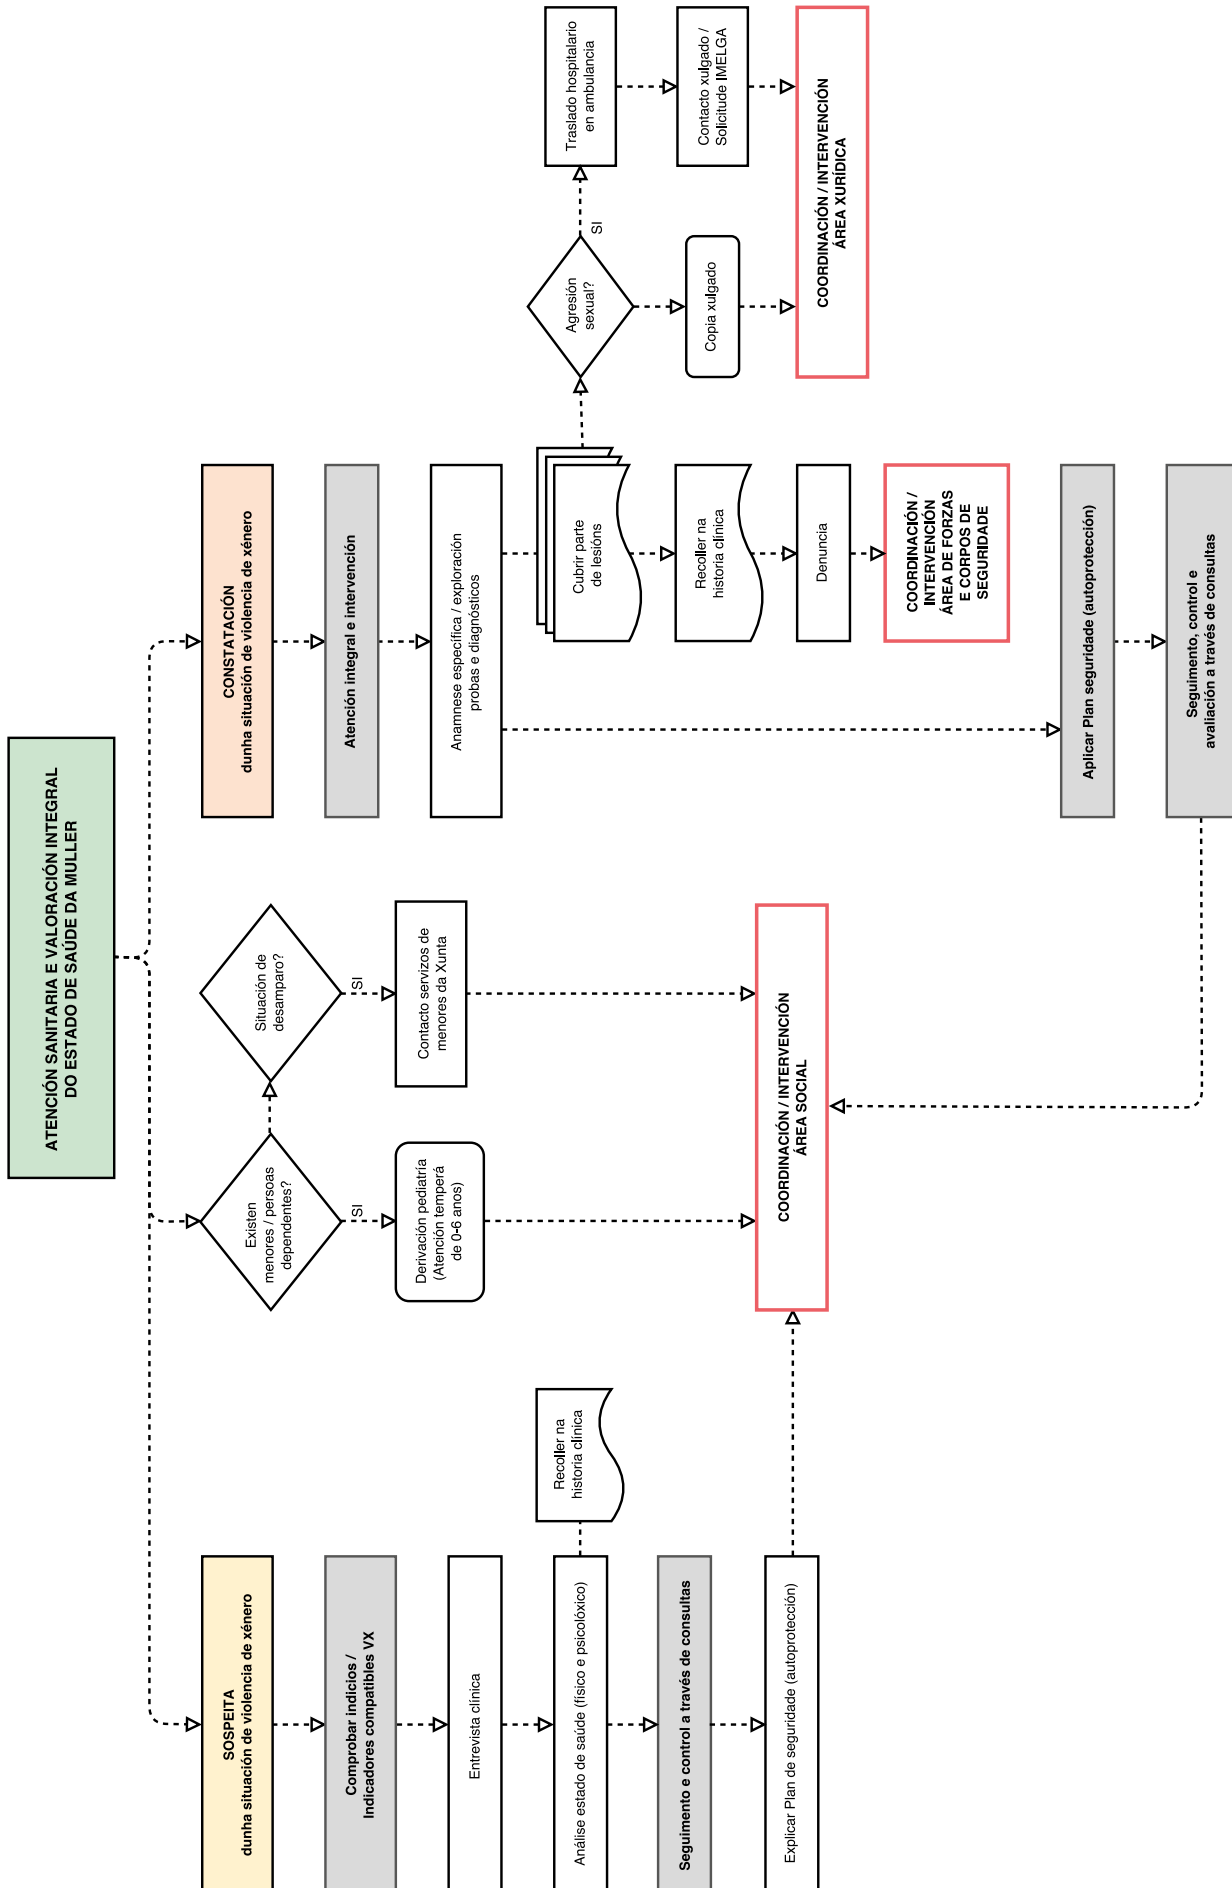 ATENCIÓN SANITARIA E VALORACIÓN INTEGRAL
DO ESTADO DE SAÚDE DA MULLER
SOSPEITA
dunha situación de violencia de xénero
Comprobar indicios /
Indicadores compatibles VX
Entrevista clínica
Análise estado de saúde (físico e psicolóxico)
Recoller na
historia clínica
Seguimento e control a través de consultas
Explicar Plan de seguridade (autoprotección)
Existen
menores / persoas
dependentes?
SI
Derivación pediatría
(Atención temperá
de 0-6 anos)
Situación de
desamparo?
SI
Contacto servizos de
menores da Xunta
COORDINACIÓN / INTERVENCIÓN
ÁREA SOCIAL
CONSTATACIÓN
dunha situación de violencia de xénero
Atención integral e intervención
Anamnese específica / exploración
probas e diagnósticos
Cubrir parte
de lesións
Recoller na
historia clínica
Denuncia
COORDINACIÓN /
INTERVENCIÓN
ÁREA DE FORZAS
E CORPOS DE
SEGURIDADE
Aplicar Plan seguridade (autoprotección)
Seguimento, control e
avaliación a través de consultas
Agresión
sexual?
SI
Traslado hospitalario
en ambulancia
Contacto xulgado /
Solicitude IMELGA
Copia xulgado
COORDINACIÓN / INTERVENCIÓN
ÁREA XURÍDICA